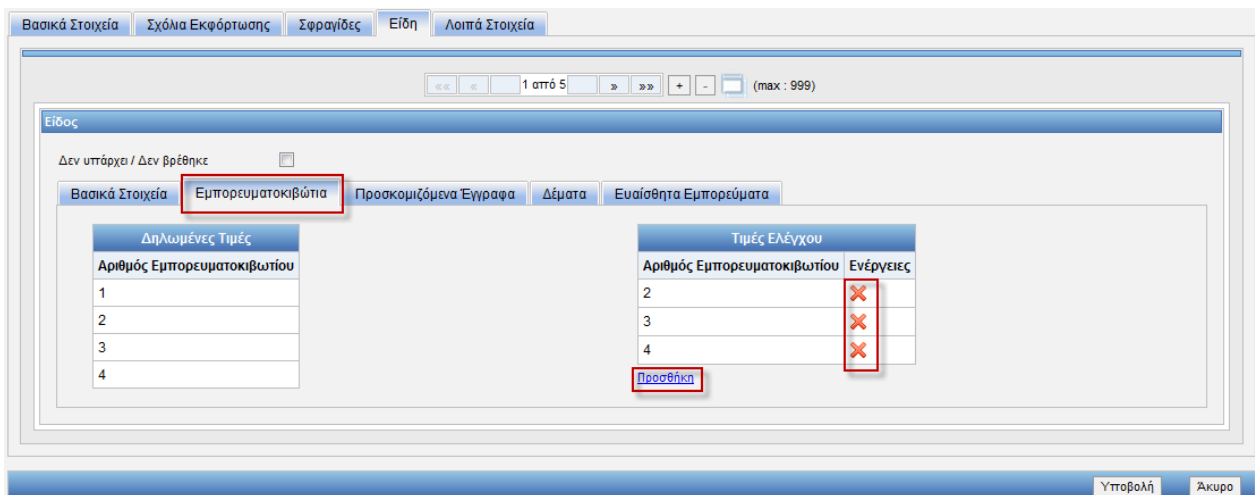 Βασικά Στοιχεία Σχόλια Εκφόρτωσης Σφραγίδες Είδη Λοιπά Στοιχεία
«« « 1 από 5 » »» + - (max : 999)
Είδος
Δεν υπάρχει / Δεν βρέθηκε
Βασικά Στοιχεία Εμπορευματοκιβώτια Προσκομιζόμενα Έγγραφα Δέματα Ευαίσθητα Εμπορεύματα
Δηλωμένες Τιμές Τιμές Ελέγχου
Αριθμός Εμπορευματοκιβωτίου Αριθμός Εμπορευματοκιβωτίου Ενέργειες
1 2
2 3
3 4
4 Προσθήκη
Υποβολή Άκυρο